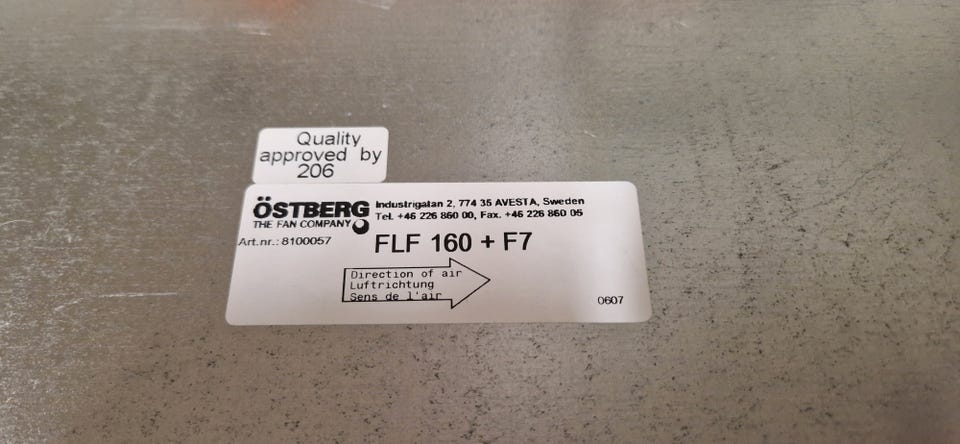 Quality
approved by
206
ÖSTBERG
THE FAN COMPANY
Industrigatan 2, 774 35 AVESTA, Sweden
Tel. +46 226 860 00, Fax. +46 226 860 05
Art.nr.: 8100057
FLF 160 + F7
Direction of air
Luftrichtung
Sens de l'air
0607